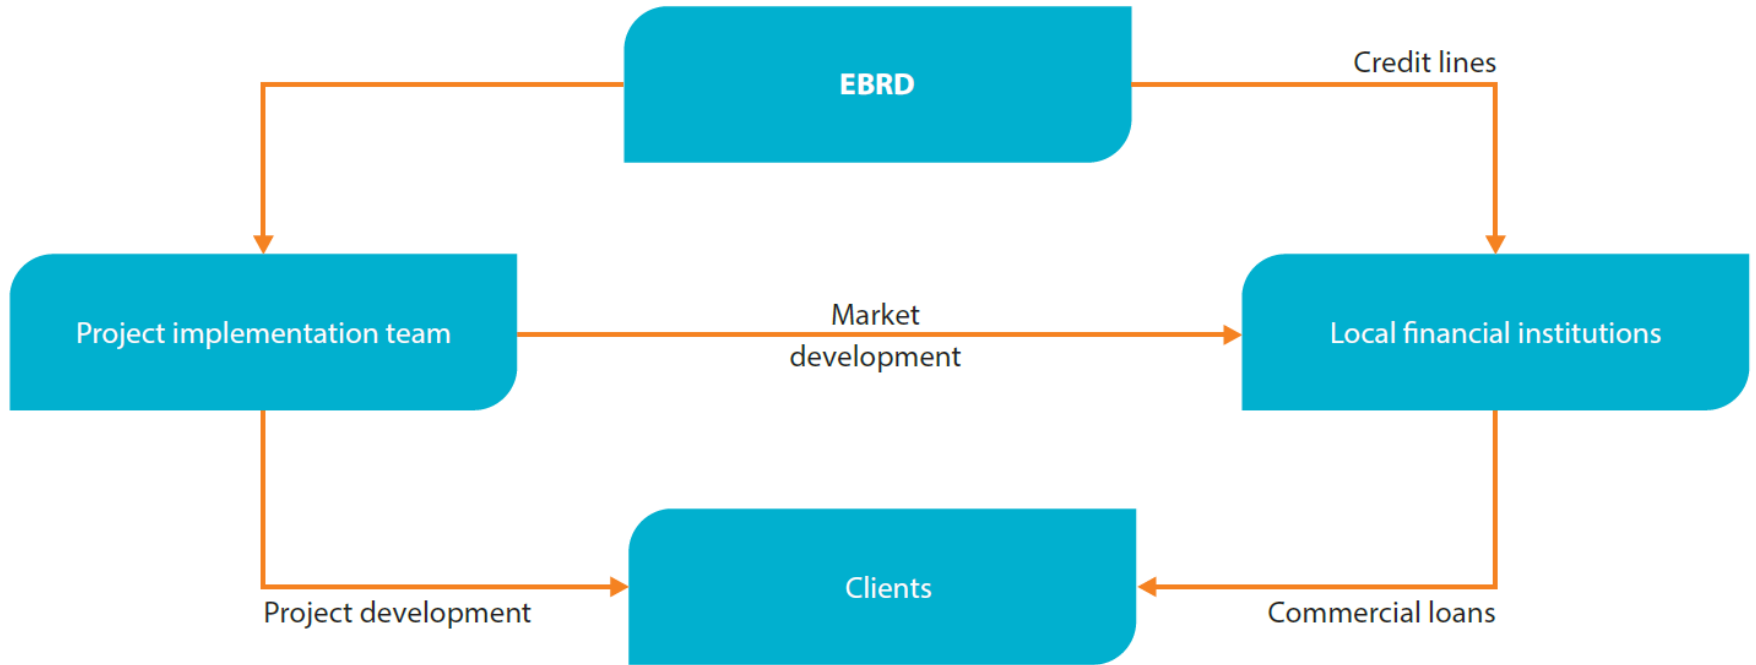 EBRD
Credit lines
Project implementation team
Market
development
Local financial institutions
Clients
Project development
Commercial loans